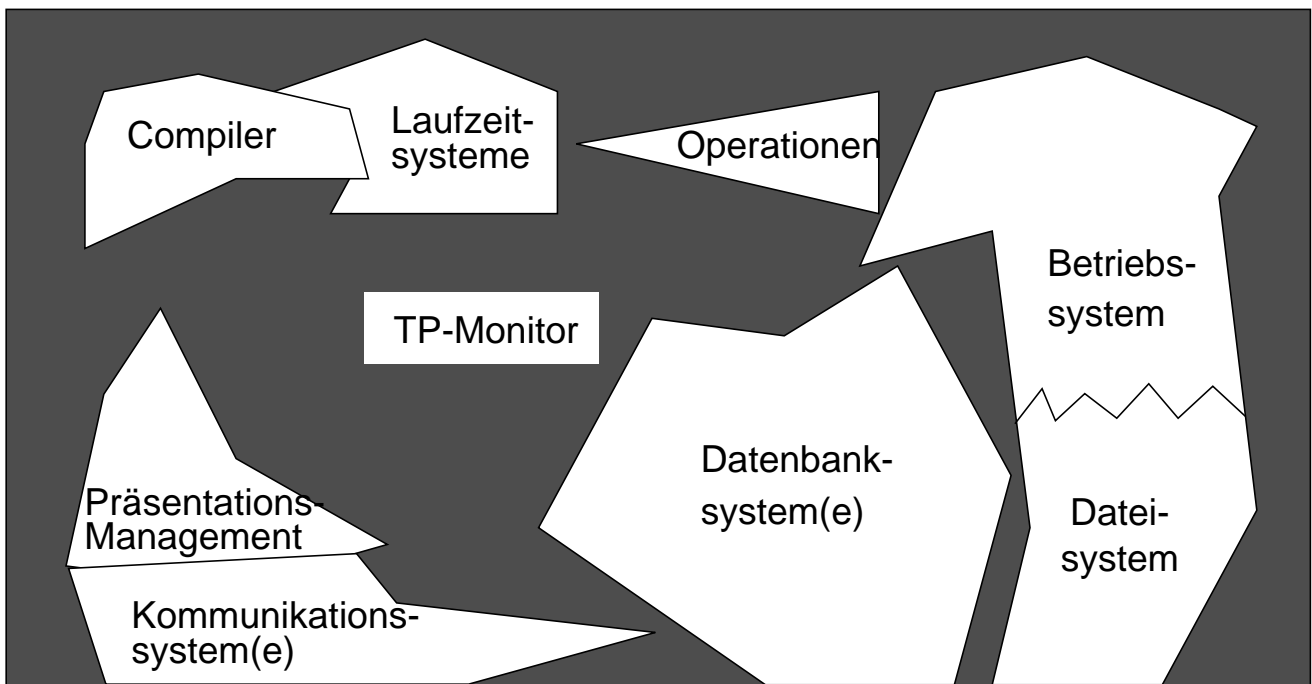 Compiler
Laufzeit-
systeme
Operationen
Betriebs-
system
TP-Monitor
Datenbank-
system(e)
Datei-
system
Präsentations-
Management
Kommunikations-
system(e)